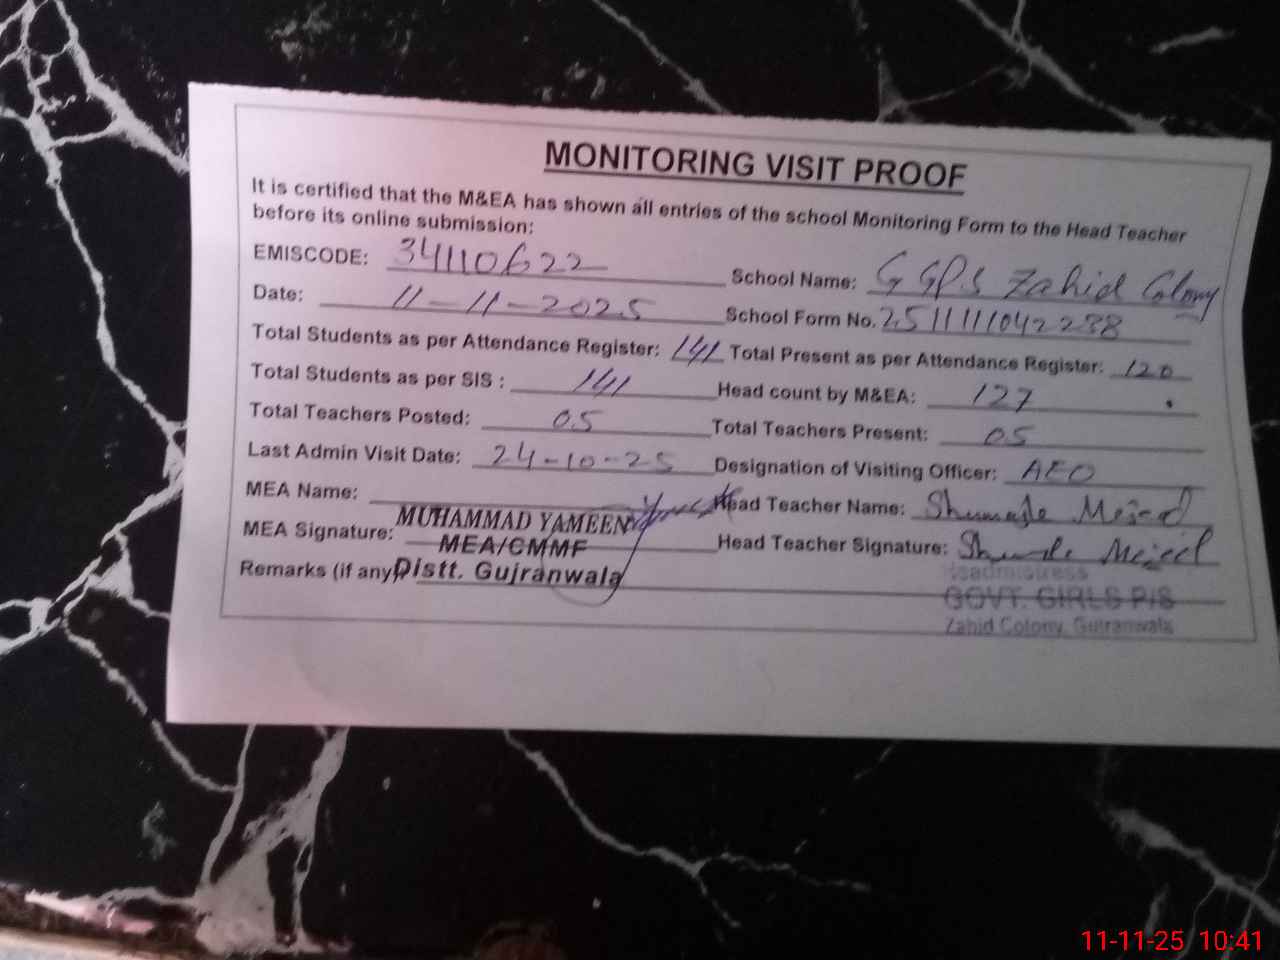 MONITORING VISIT PROOF
It is certified that the M&EA has shown all entries of the school Monitoring Form to the Head Teacher
before its online submission:
EMISCODE: 34110622 School Name: GGPS Zahid Colony
Date: 11-11-2025 School Form No. 2511111042238
Total Students as per Attendance Register: 141 Total Present as per Attendance Register: 120
Total Students as per SIS : 141 Head count by M&EA: 127
Total Teachers Posted: 05 Total Teachers Present: 05
Last Admin Visit Date: 24-10-25 Designation of Visiting Officer: AEO
MEA Name: Head Teacher Name:
MUHAMMAD YAMEEN
MEA Signature: Head Teacher Signature:
MEA/CMMF
Remarks (if any) Distt. Gujranwala
Headmistress
GOVT. GIRLS P/S
Zahid Colony, Gujranwala
11-11-25 10:41